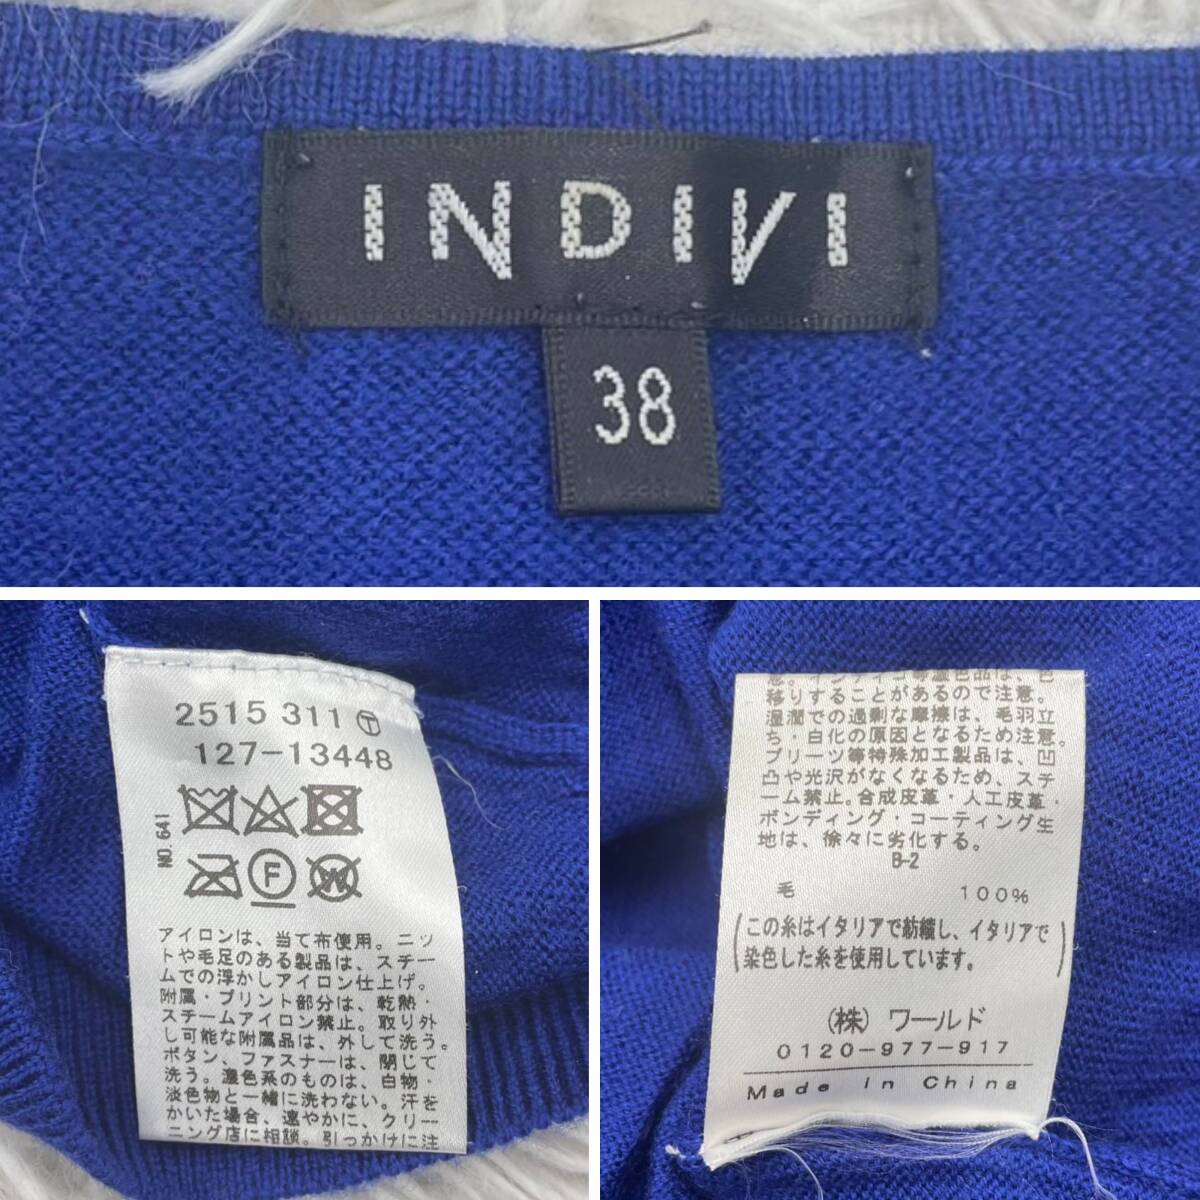 INDIVI
38
2515 311 Ⓣ
127-13448
NO. 641
F
W
アイロンは、当て布使用。ニッ
トや毛足のある製品は、スチー
ムでの浮かしアイロン仕上げ。
附属・プリント部分は、乾熱・
スチームアイロン禁止。取り外
し可能な附属品は、外して洗う。
ボタン、ファスナーは、閉じて
洗う。濃色系のものは、白物・
淡色物と一緒に洗わない。汗を
かいた場合、速やかに、クリー
ニング店に相談。引っかけに注
意。インディゴ等濃色品は、色
移りすることがあるので注意。
湿潤での過剰な摩擦は、毛羽立
ち・白化の原因となるため注意。
プリーツ等特殊加工製品は、凹
凸や光沢がなくなるため、スチ
ーム禁止。合成皮革・人工皮革・
ボンディング・コーティング生
地は、徐々に劣化する。
B-2
毛 100%
(この糸はイタリアで紡績し、イタリアで
染色した糸を使用しています。)
(株) ワールド
0120-977-917
Made in China